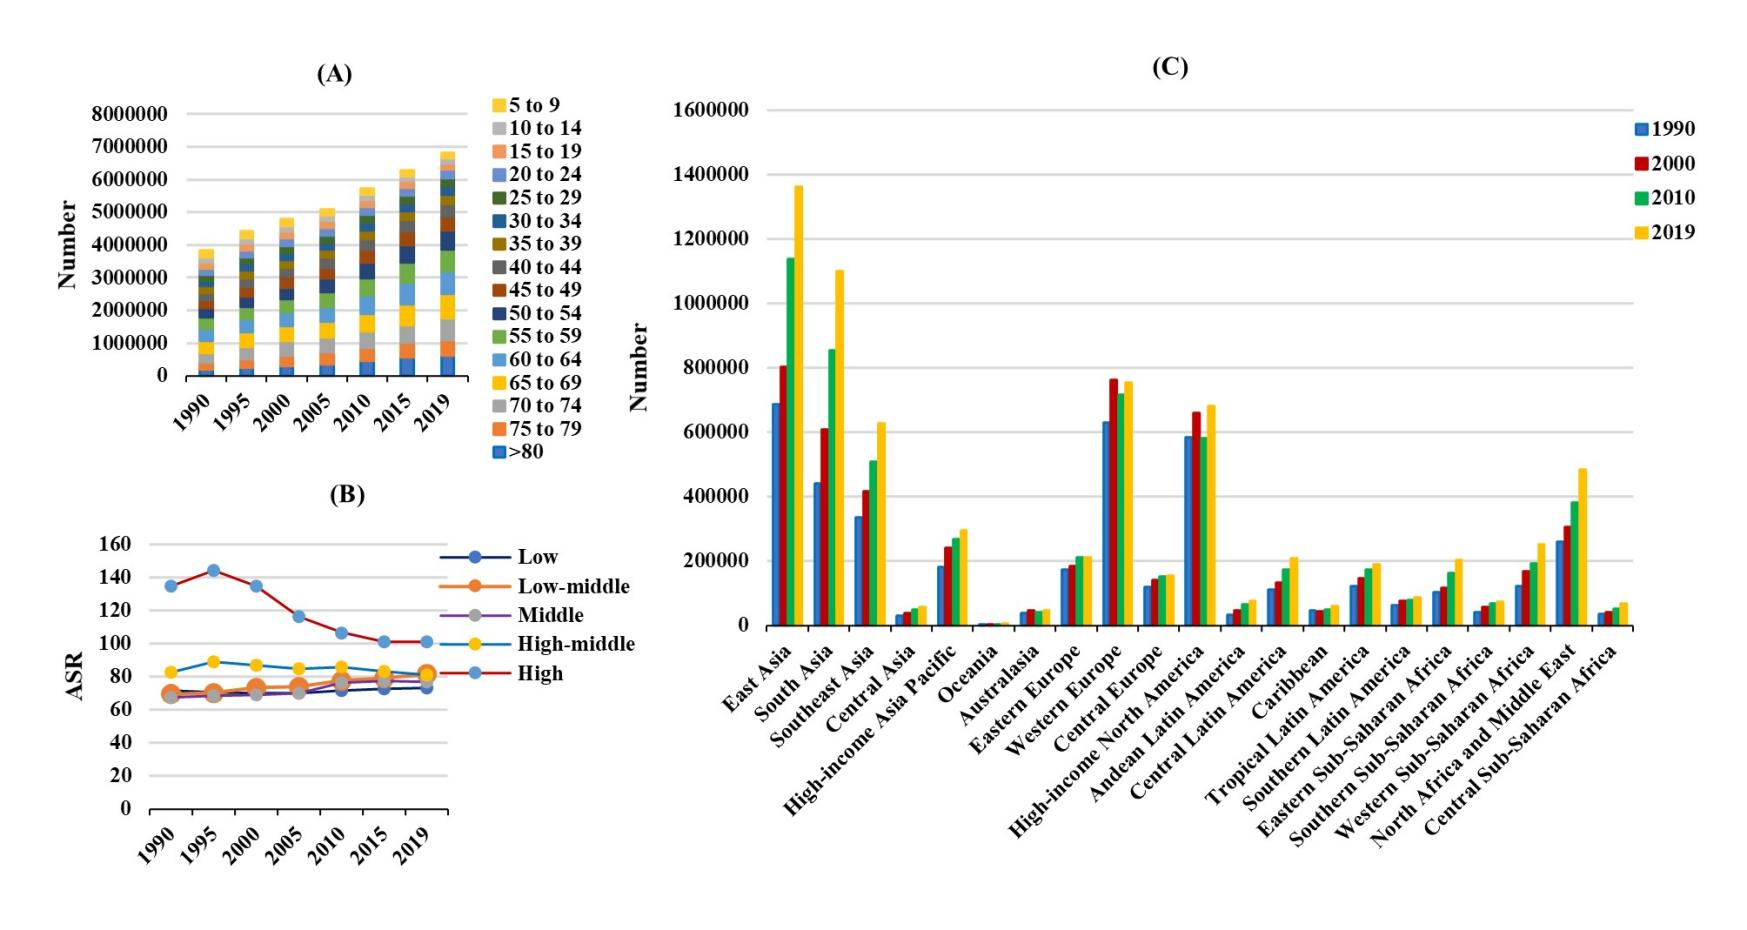 (A)
Number
8000000
7000000
6000000
5000000
4000000
3000000
2000000
1000000
0
1990
1995
2000
2005
2010
2015
2019
5 to 9
10 to 14
15 to 19
20 to 24
25 to 29
30 to 34
35 to 39
40 to 44
45 to 49
50 to 54
55 to 59
60 to 64
65 to 69
70 to 74
75 to 79
>80
(B)
ASR
160
140
120
100
80
60
40
20
0
1990
1995
2000
2005
2010
2015
2019
Low
Low-middle
Middle
High-middle
High
(C)
Number
1600000
1400000
1200000
1000000
800000
600000
400000
200000
0
East Asia
South Asia
Southeast Asia
Central Asia
High-income Asia Pacific
Oceania
Australasia
Eastern Europe
Western Europe
Central Europe
High-income North America
Andean Latin America
Central Latin America
Caribbean
Tropical Latin America
Southern Latin America
Eastern Sub-Saharan Africa
Southern Sub-Saharan Africa
Western Sub-Saharan Africa
North Africa and Middle East
Central Sub-Saharan Africa
1990
2000
2010
2019